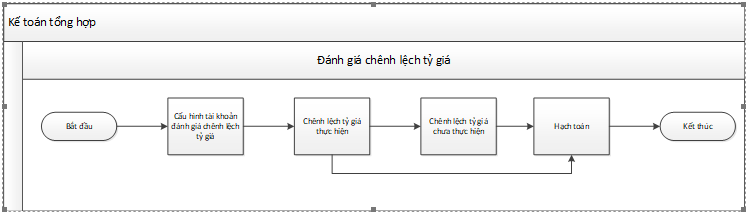 Kế toán tổng hợp
Đánh giá chênh lệch tỷ giá
Bắt đầu
Cấu hình tài khoản
đánh giá chênh lệch
tỷ giá
Chênh lệch tỷ giá
thực hiện
Chênh lệch tỷ giá
chưa thực hiện
Hạch toán
Kết thúc